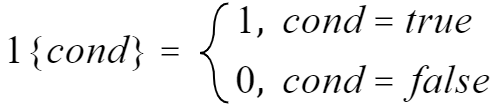 1{cond} = { 1, cond = true
0, cond = false